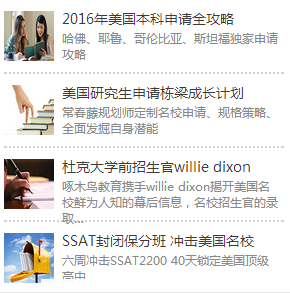 2016年美国本科申请全攻略
哈佛、耶鲁、哥伦比亚、斯坦福独家申请
攻略
美国研究生申请栋梁成长计划
常春藤规划师定制名校申请、规格策略、
全面发掘自身潜能
杜克大学前招生官willie dixon
啄木鸟教育携手willie dixon揭开美国名
校鲜为人知的幕后信息，名校招生官的录
取...
SSAT封闭保分班 冲击美国名校
六周冲击SSAT2200 40天锁定美国顶级
高中